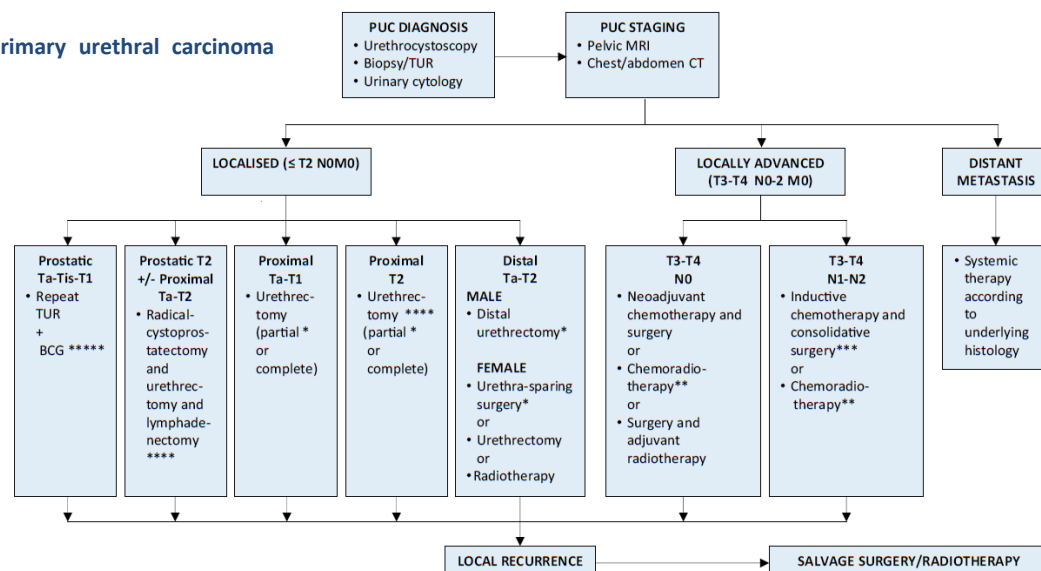 rimary urethral carcinoma
PUC DIAGNOSIS
• Urethrocystoscopy
• Biopsy/TUR
• Urinary cytology
PUC STAGING
• Pelvic MRI
• Chest/abdomen CT
LOCALISED (≤ T2 N0M0)
LOCALLY ADVANCED
(T3-T4 N0-2 M0)
DISTANT
METASTASIS
Prostatic
Ta-Tis-T1
• Repeat
TUR
+
BCG *****
Prostatic T2
+/- Proximal
Ta-T2
• Radical-
cystopros-
tatectomy
and
urethrec-
tomy and
lymphade-
nectomy
****
Proximal
Ta-T1
• Urethrec-
tomy
(partial *
or
complete)
Proximal
T2
• Urethrec-
tomy ****
(partial *
or
complete)
Distal
Ta-T2
MALE
• Distal
urethrectomy*
FEMALE
• Urethra-sparing
surgery*
or
• Urethrectomy
or
• Radiotherapy
T3-T4
N0
• Neoadjuvant
chemotherapy and
surgery
or
• Chemoradio-
therapy**
or
• Surgery and
adjuvant
radiotherapy
T3-T4
N1-N2
• Inductive
chemotherapy and
consolidative
surgery***
or
• Chemoradio-
therapy**
• Systemic
therapy
according
to
underlying
histology
LOCAL RECURRENCE
SALVAGE SURGERY/RADIOTHERAPY